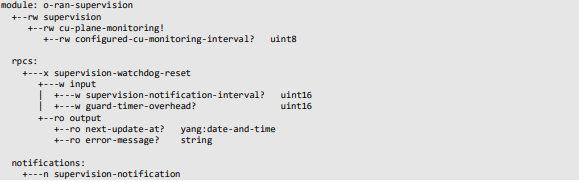 module: o-ran-supervision
  +--rw supervision
     +--rw cu-plane-monitoring!
        +--rw configured-cu-monitoring-interval?   uint8
  rpcs:
    +---x supervision-watchdog-reset
       +---w input
       |  +---w supervision-notification-interval?   uint16
       |  +---w guard-timer-overhead?                uint16
       +--ro output
          +--ro next-update-at?   yang:date-and-time
          +--ro error-message?    string
  notifications:
    +---n supervision-notification